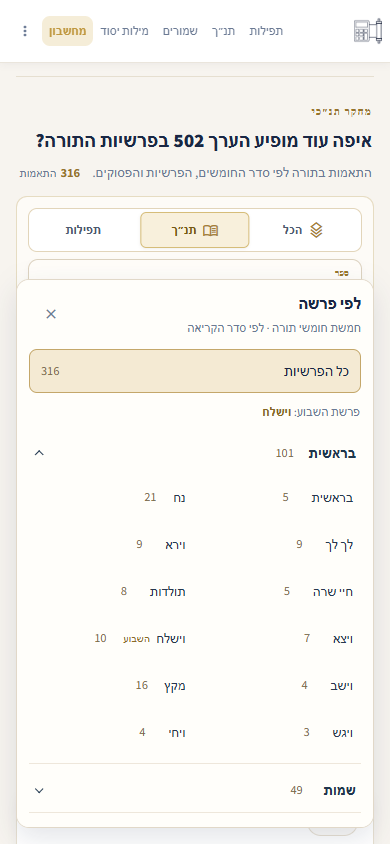 תפילות תנ״ך שמורים מילות יסוד מחשבון
מחקר תנ״כי
איפה עוד מופיע הערך 502 בפרשיות התורה?
התאמות בתורה לפי סדר החומשים, הפרשיות והפסוקים. 316 התאמות
הכל תנ״ך תפילות
ספר
לפי פרשה
חמשת חומשי תורה · לפי סדר הקריאה
כל הפרשיות 316
פרשת השבוע: וישלח
בראשית 101
בראשית 5 נח 21
לך לך 9 וירא 9
חיי שרה 5 תולדות 8
ויצא 7 וישלח השבוע 10
וישב 4 מקץ 16
ויגש 3 ויחי 4
שמות 49